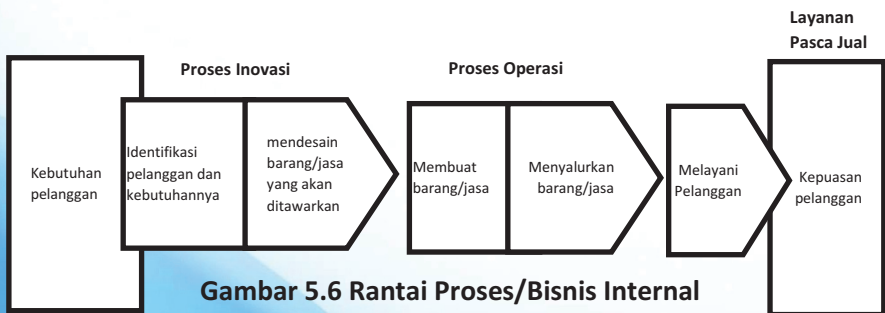 Layanan
Pasca Jual
Proses Inovasi
Proses Operasi
Kebutuhan
pelanggan
Identifikasi
pelanggan dan
kebutuhannya
mendesain
barang/jasa
yang akan
ditawarkan
Membuat
barang/jasa
Menyalurkan
barang/jasa
Melayani
Pelanggan
Kepuasan
pelanggan
Gambar 5.6 Rantai Proses/Bisnis Internal